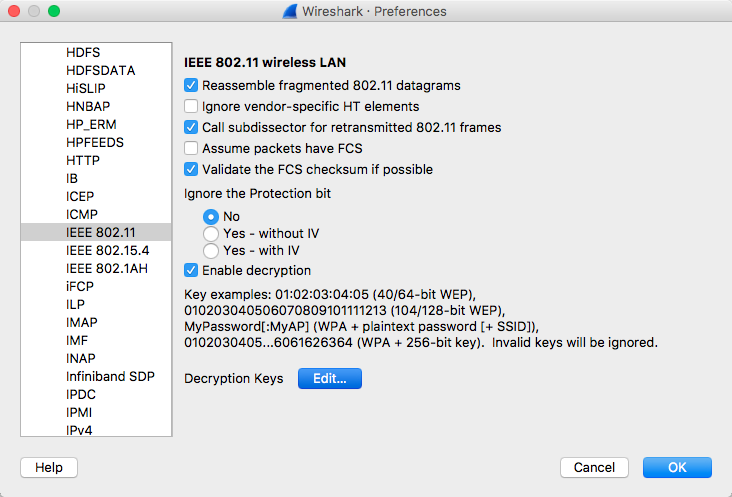 Wireshark · Preferences
HDFS
HDFSDATA
HiSLIP
HNBAP
HP_ERM
HPFEEDS
HTTP
IB
ICEP
ICMP
IEEE 802.11
IEEE 802.15.4
IEEE 802.1AH
iFCP
ILP
IMAP
IMF
INAP
Infiniband SDP
IPDC
IPMI
IPv4
IEEE 802.11 wireless LAN
Reassemble fragmented 802.11 datagrams
Ignore vendor-specific HT elements
Call subdissector for retransmitted 802.11 frames
Assume packets have FCS
Validate the FCS checksum if possible
Ignore the Protection bit
No
Yes - without IV
Yes - with IV
Enable decryption
Key examples: 01:02:03:04:05 (40/64-bit WEP),
010203040506070809101111213 (104/128-bit WEP),
MyPassword[:MyAP] (WPA + plaintext password [+ SSID]),
0102030405...6061626364 (WPA + 256-bit key).  Invalid keys will be ignored.
Decryption Keys
Edit...
Help
Cancel
OK